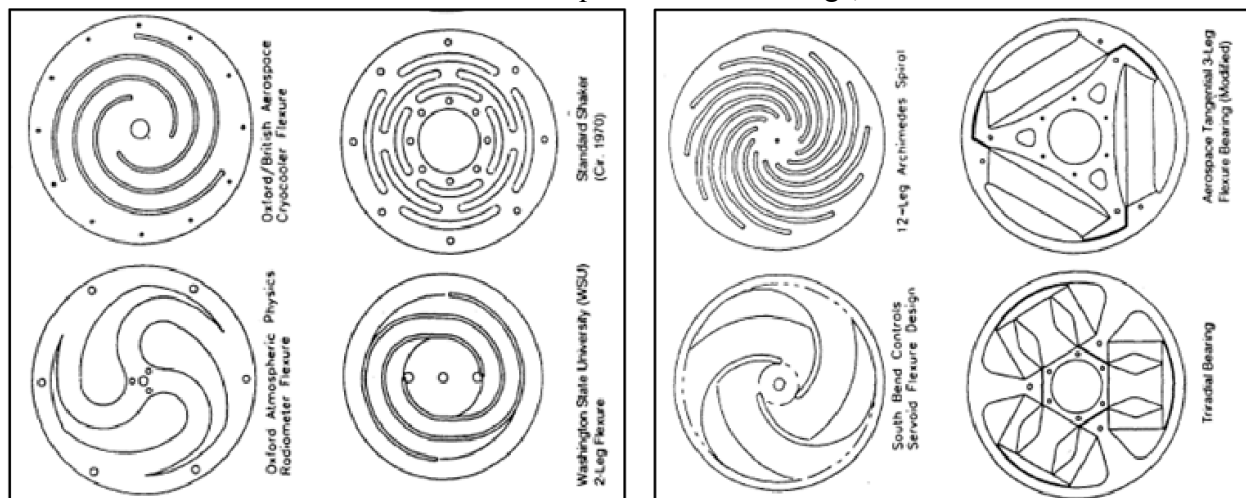 Oxford/British Aerospace
Cryocooler Flexure
Standard Shaker
(Cir. 1970)
Oxford Atmospheric Physics
Radiometer Flexure
Washington State University (WSU)
2-Leg Flexure
12-Leg Archimedes Spiral
Aerospace Tangential 3-Leg
Flexure Bearing (Modified)
South Bend Controls
Servoid Flexure Design
Triradial Bearing